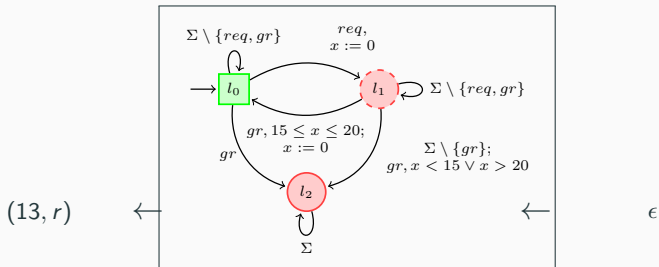 Σ \ {req, gr}
req,
x := 0
l₀
l₁
Σ \ {req, gr}
gr, 15 ≤ x ≤ 20;
x := 0
gr
Σ \ {gr};
gr, x < 15 ∨ x > 20
l₂
(13, r)
ϵ
Σ